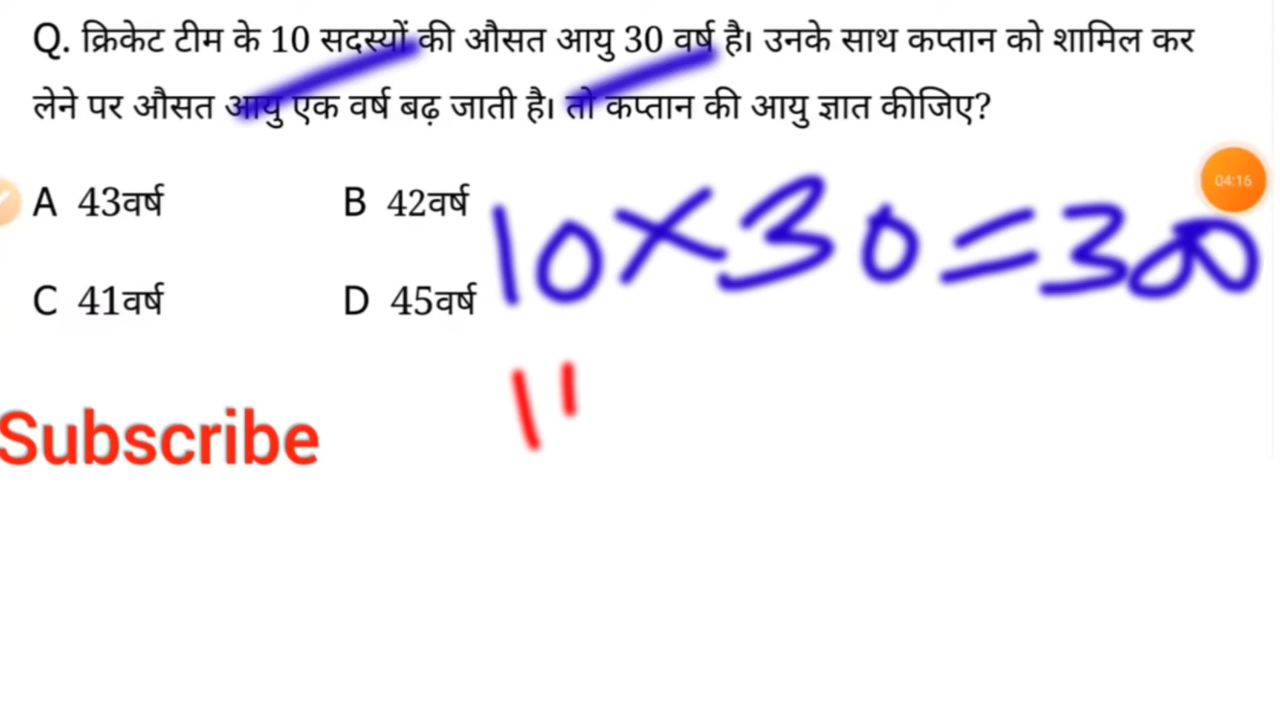 Q. क्रिकेट टीम के 10 सदस्यों की औसत आयु 30 वर्ष है। उनके साथ कप्तान को शामिल कर
लेने पर औसत आयु एक वर्ष बढ़ जाती है। तो कप्तान की आयु ज्ञात कीजिए?
04:16
A 43वर्ष B 42वर्ष
10×30=300
C 41वर्ष D 45वर्ष
11
Subscribe